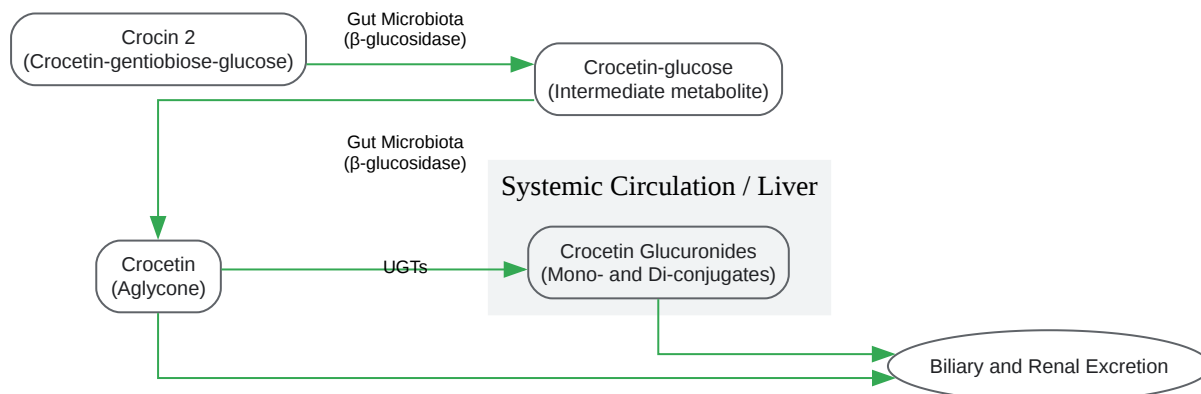 Crocin 2
(Crocetin-gentiobiose-glucose)
Gut Microbiota
(β-glucosidase)
Crocetin-glucose
(Intermediate metabolite)
Gut Microbiota
(β-glucosidase)
Systemic Circulation / Liver
Crocetin
(Aglycone)
UGTs
Crocetin Glucuronides
(Mono- and Di-conjugates)
Biliary and Renal Excretion